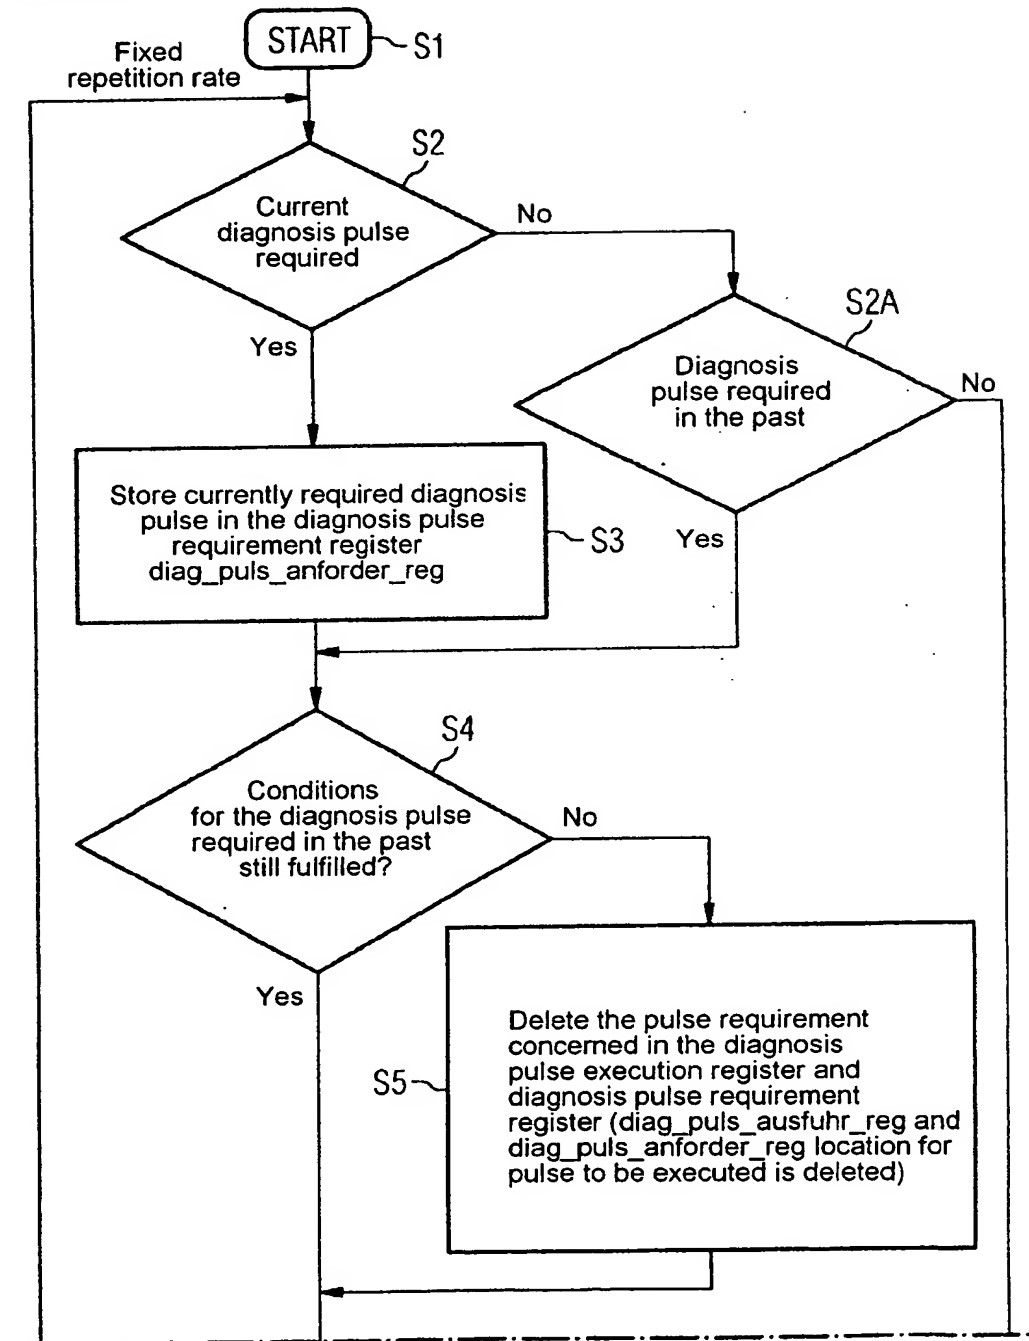 START
S1
Fixed
repetition rate
S2
Current
diagnosis pulse
required
No
Yes
S2A
Diagnosis
pulse required
in the past
No
Yes
Store currently required diagnosis
pulse in the diagnosis pulse
requirement register
diag_puls_anforder_reg
S3
S4
Conditions
for the diagnosis pulse
required in the past
still fulfilled?
No
Yes
S5
Delete the pulse requirement
concerned in the diagnosis
pulse execution register and
diagnosis pulse requirement
register (diag_puls_ausfuhr_reg and
diag_puls_anforder_reg location for
pulse to be executed is deleted)